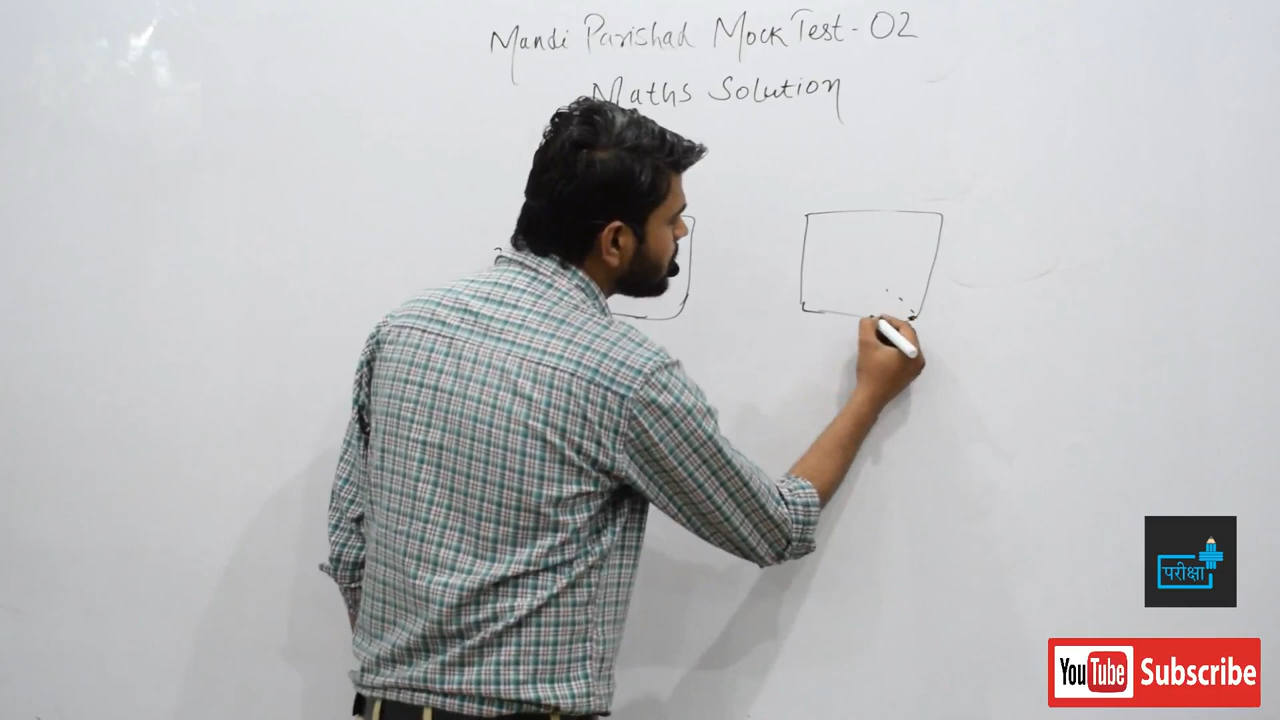 Mandi Parishad Mock Test - 02
Maths Solution
परीक्षा
YouTube Subscribe